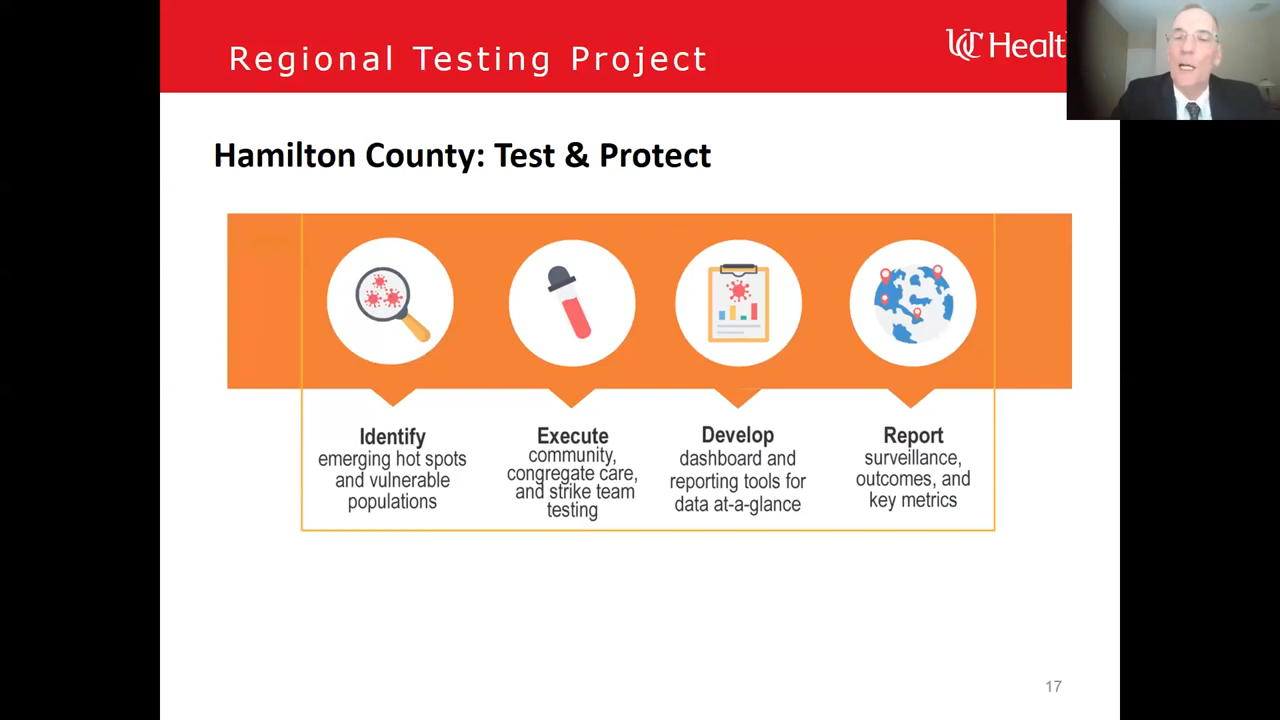 Regional Testing Project
UC Healt
Hamilton County: Test & Protect
Identify
emerging hot spots
and vulnerable
populations
Execute
community,
congregate care,
and strike team
testing
Develop
dashboard and
reporting tools for
data at-a-glance
Report
surveillance,
outcomes, and
key metrics
17